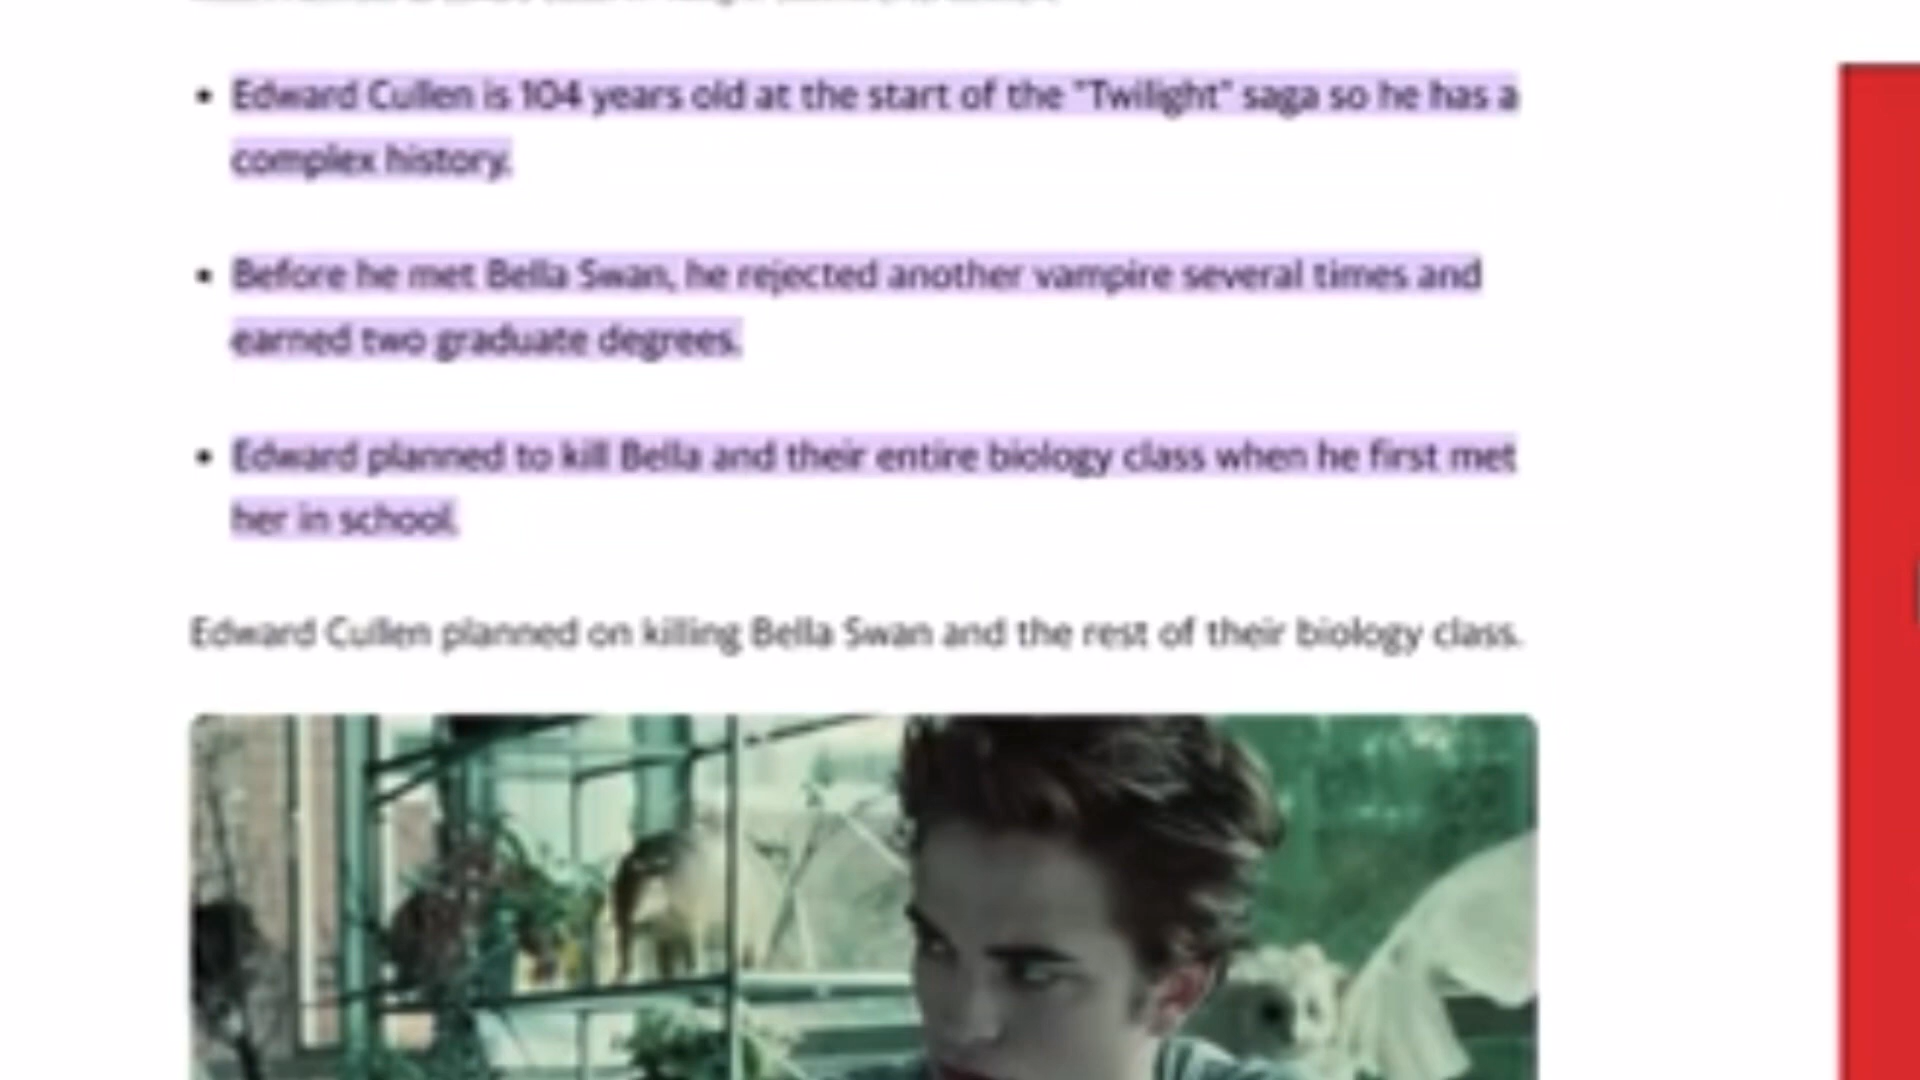 • Edward Cullen is 104 years old at the start of the "Twilight" saga so he has a
complex history.
• Before he met Bella Swan, he rejected another vampire several times and
earned two graduate degrees.
• Edward planned to kill Bella and their entire biology class when he first met
her in school.
Edward Cullen planned on killing Bella Swan and the rest of their biology class.